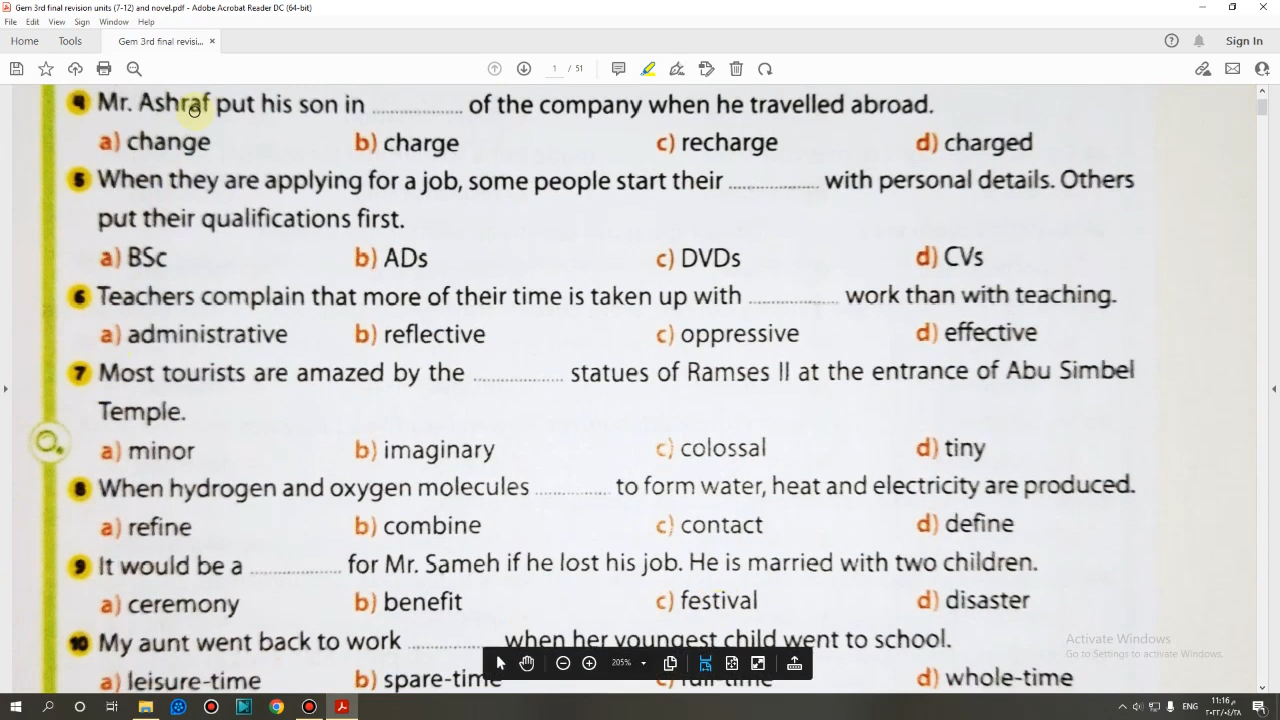 Gem 3rd final revision units (7-12) and novel.pdf - Adobe Acrobat Reader DC (64-bit)
File Edit View Sign Window Help
Home Tools Gem 3rd final revisi... × Sign In
1 / 51
4 Mr. Ashraf put his son in ............... of the company when he travelled abroad.
a) change b) charge c) recharge d) charged
5 When they are applying for a job, some people start their ............... with personal details. Others
put their qualifications first.
a) BSc b) ADs c) DVDs d) CVs
6 Teachers complain that more of their time is taken up with ............... work than with teaching.
a) administrative b) reflective c) oppressive d) effective
7 Most tourists are amazed by the ............... statues of Ramses II at the entrance of Abu Simbel
Temple.
a) minor b) imaginary c) colossal d) tiny
8 When hydrogen and oxygen molecules ............... to form water, heat and electricity are produced.
a) refine b) combine c) contact d) define
9 It would be a ............... for Mr. Sameh if he lost his job. He is married with two children.
a) ceremony b) benefit c) festival d) disaster
10 My aunt went back to work ............... when her youngest child went to school.
a) leisure-time b) spare-time c) full-time d) whole-time
205%
Activate Windows
Go to Settings to activate Windows.
ENG
11:16 م